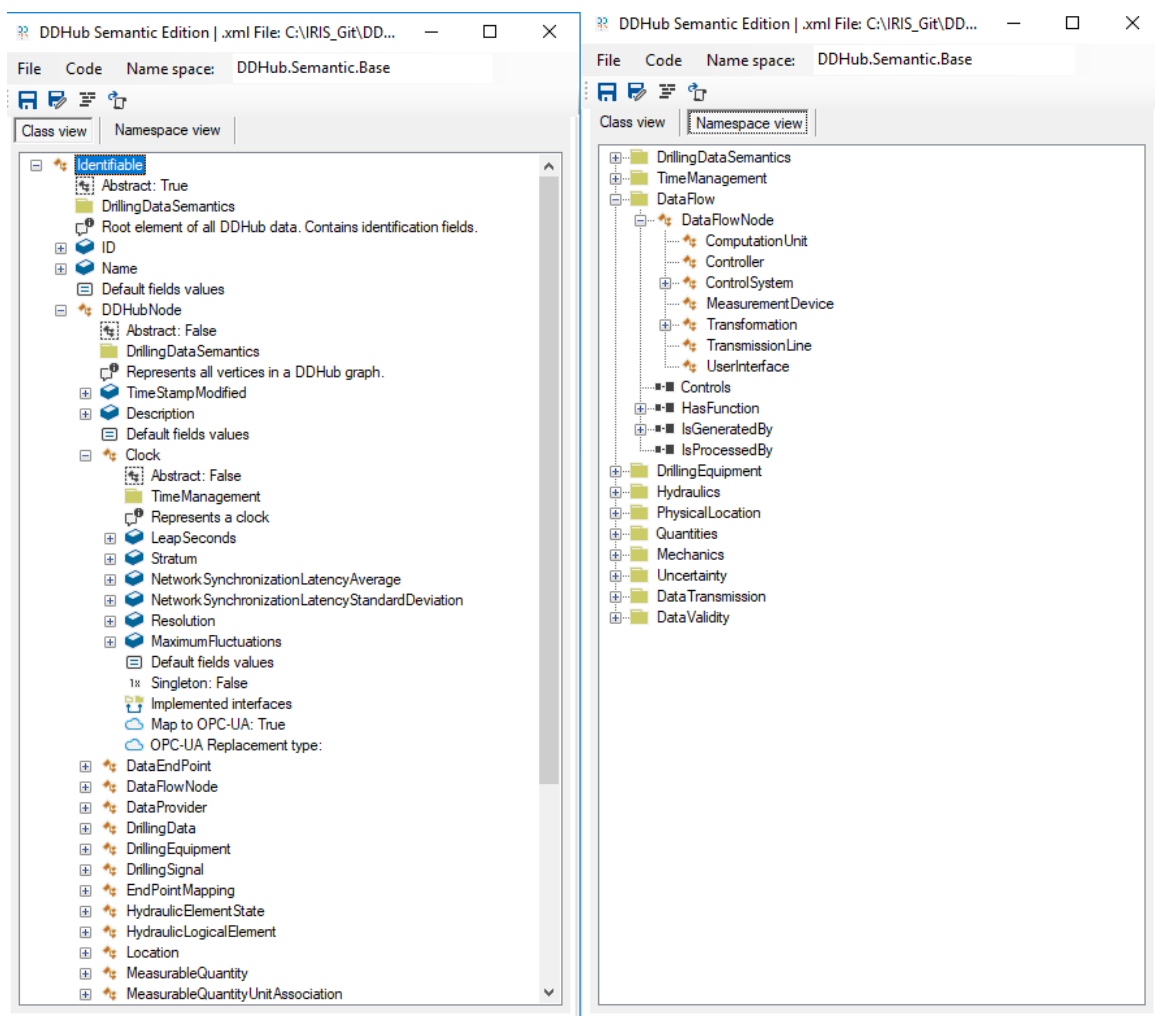 DDHub Semantic Edition | .xml File: C:\IRIS_Git\DD...
File Code Name space: DDHub.Semantic.Base
Class view Namespace view
Identifiable
Abstract: True
DrillingDataSemantics
Root element of all DDHub data. Contains identification fields.
ID
Name
Default fields values
DDHubNode
Abstract: False
DrillingDataSemantics
Represents all vertices in a DDHub graph.
TimeStampModified
Description
Default fields values
Clock
Abstract: False
TimeManagement
Represents a clock
LeapSeconds
Stratum
NetworkSynchronizationLatencyAverage
NetworkSynchronizationLatencyStandardDeviation
Resolution
MaximumFluctuations
Default fields values
1x Singleton: False
Implemented interfaces
Map to OPC-UA: True
OPC-UA Replacement type:
DataEndPoint
DataFlowNode
DataProvider
DrillingData
DrillingEquipment
DrillingSignal
EndPointMapping
HydraulicElementState
HydraulicLogicalElement
Location
MeasurableQuantity
MeasurableQuantityUnitAssociation
DDHub Semantic Edition | .xml File: C:\IRIS_Git\DD...
File Code Name space: DDHub.Semantic.Base
Class view Namespace view
DrillingDataSemantics
TimeManagement
DataFlow
DataFlowNode
ComputationUnit
Controller
ControlSystem
MeasurementDevice
Transformation
TransmissionLine
UserInterface
Controls
HasFunction
IsGeneratedBy
IsProcessedBy
DrillingEquipment
Hydraulics
PhysicalLocation
Quantities
Mechanics
Uncertainty
DataTransmission
DataValidity